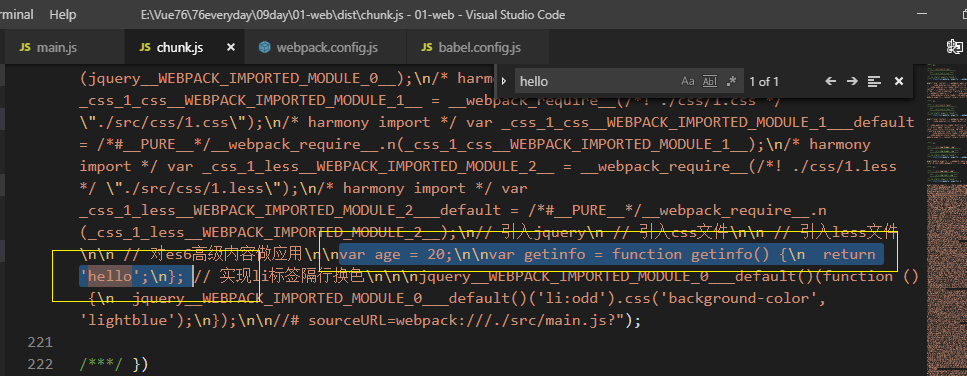 rminal Help E:\Vue76\76everyday\09day\01-web\dist\chunk.js - 01-web - Visual Studio Code
JS main.js JS chunk.js × webpack.config.js JS babel.config.js
hello Aa Abl .* 1 of 1
(jquery__WEBPACK_IMPORTED_MODULE_0__);\n/* harm
_css_1_css__WEBPACK_IMPORTED_MODULE_1__ = __webpack_require__(/*! ./css/1.css */
\"./src/css/1.css\");\n/* harmony import */ var _css_1_css__WEBPACK_IMPORTED_MODULE_1___default
= /*#__PURE__*/__webpack_require__.n(_css_1_css__WEBPACK_IMPORTED_MODULE_1__);\n/* harmony
import */ var _css_1_less__WEBPACK_IMPORTED_MODULE_2__ = __webpack_require__(/*! ./css/1.less
*/ \"./src/css/1.less\");\n/* harmony import */ var
_css_1_less__WEBPACK_IMPORTED_MODULE_2___default = /*#__PURE__*/__webpack_require__.n
(_css_1_less__WEBPACK_IMPORTED_MODULE_2__);\n// 引入jquery\n // 引入css文件\n\n // 引入less文件
\n\n // 对es6高级内容做应用\n\nvar age = 20;\n\nvar getinfo = function getinfo() {\n  return
'hello';\n}; // 实现li标签隔行换色\n\n\njquery__WEBPACK_IMPORTED_MODULE_0___default()(function ()
{\n  jquery__WEBPACK_IMPORTED_MODULE_0___default()('li:odd').css('background-color',
'lightblue');\n});\n\n//# sourceURL=webpack:///./src/main.js?");
221
222 /***/ })